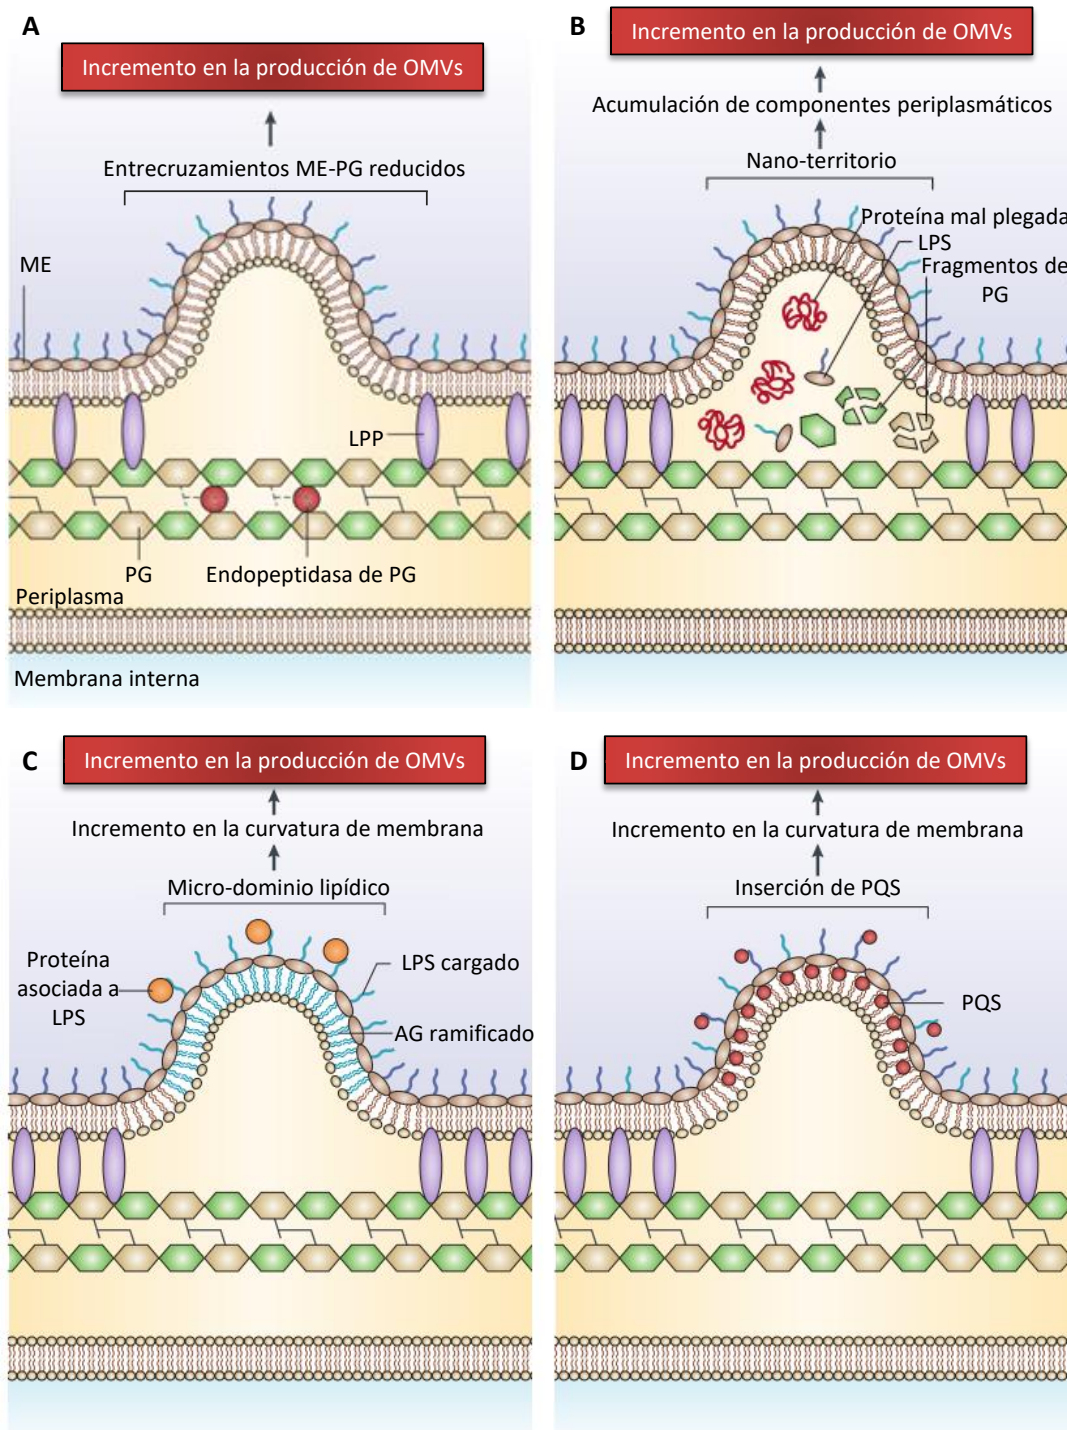 A
Incremento en la producción de OMVs
Entrecruzamientos ME-PG reducidos
ME
LPP
PG
Endopeptidasa de PG
Periplasma
Membrana interna
B
Incremento en la producción de OMVs
Acumulación de componentes periplasmáticos
Nano-territorio
Proteína mal plegada
LPS
Fragmentos de
PG
C
Incremento en la producción de OMVs
Incremento en la curvatura de membrana
Micro-dominio lipídico
Proteína
asociada a
LPS
LPS cargado
AG ramificado
D
Incremento en la producción de OMVs
Incremento en la curvatura de membrana
Inserción de PQS
PQS